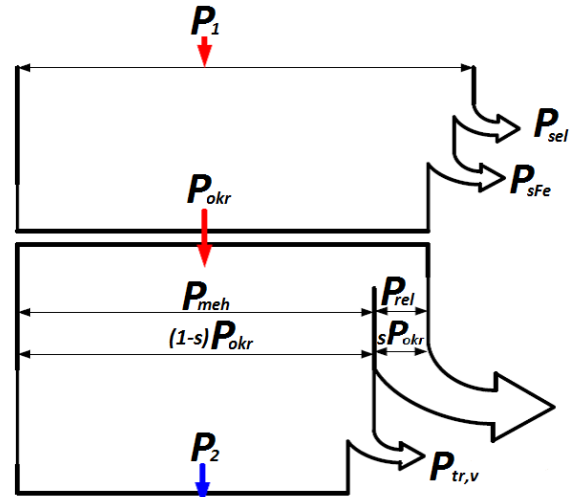 P1
Psel
PsFe
Pokr
Pmeh
Prel
(1-s)Pokr
sPokr
P2
Ptr,v